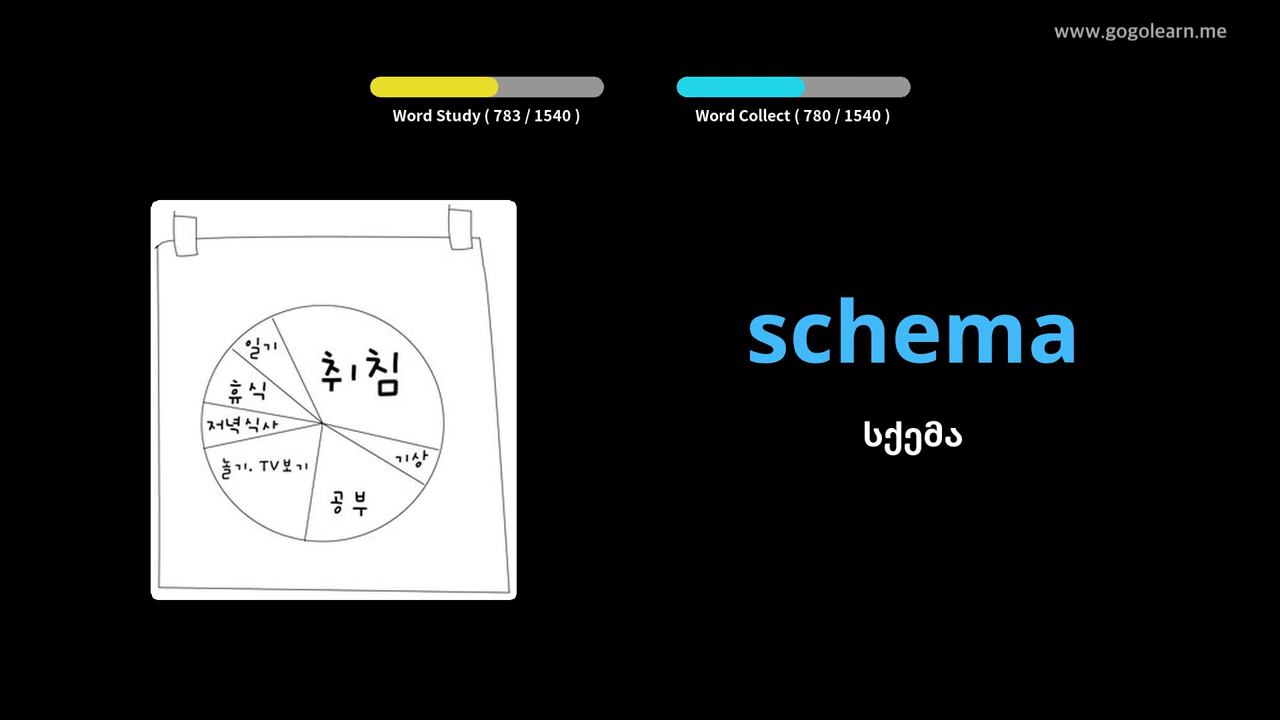 www.gogolearn.me
Word Study ( 783 / 1540 )
Word Collect ( 780 / 1540 )
일기
취침
휴식
저녁식사
놀기. TV보기
기상
공부
schema
სქემა